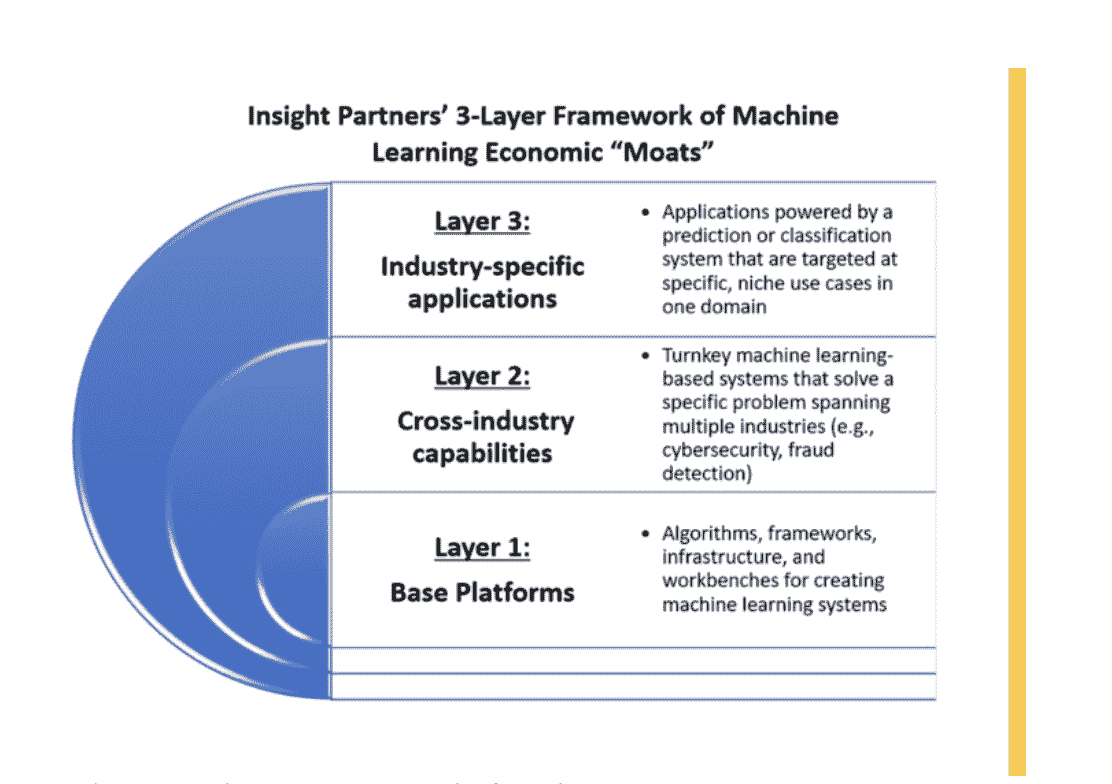 Insight Partners’ 3-Layer Framework of Machine
Learning Economic “Moats”
Layer 3:
Industry-specific
applications
• Applications powered by a
prediction or classification
system that are targeted at
specific, niche use cases in
one domain
Layer 2:
Cross-industry
capabilities
• Turnkey machine learning-
based systems that solve a
specific problem spanning
multiple industries (e.g.,
cybersecurity, fraud
detection)
Layer 1:
Base Platforms
• Algorithms, frameworks,
infrastructure, and
workbenches for creating
machine learning systems